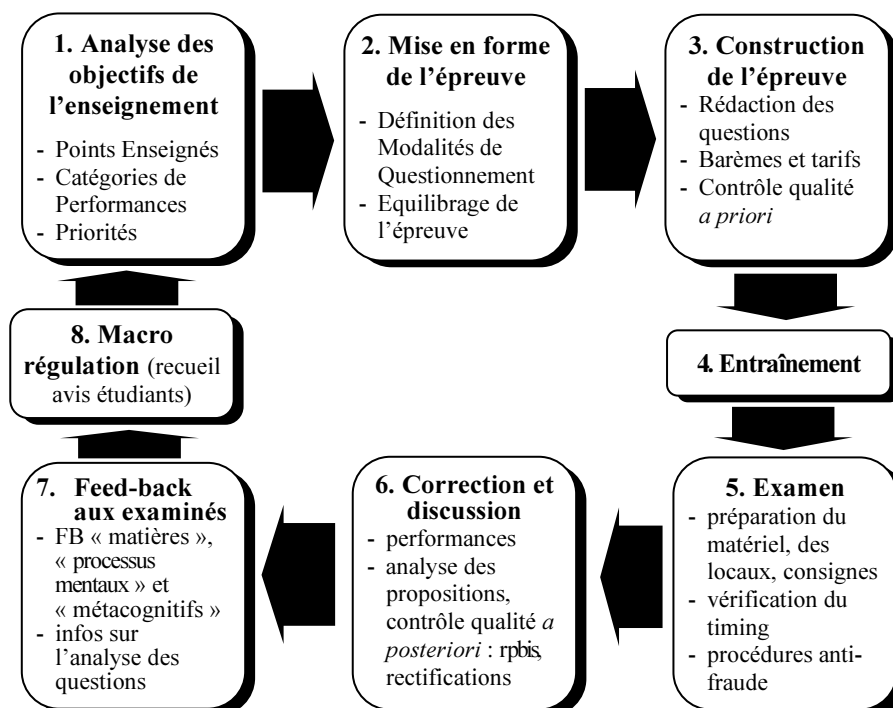 1. Analyse des
objectifs de
l’enseignement
- Points Enseignés
- Catégories de
Performances
- Priorités
2. Mise en forme
de l’épreuve
- Définition des
Modalités de
Questionnement
- Equilibrage de
l’épreuve
3. Construction
de l’épreuve
- Rédaction des
questions
- Barèmes et tarifs
- Contrôle qualité
a priori
4. Entraînement
5. Examen
- préparation du
matériel, des
locaux, consignes
- vérification du
timing
- procédures anti-
fraude
6. Correction et
discussion
- performances
- analyse des
propositions,
contrôle qualité a
posteriori : rpbis,
rectifications
7. Feed-back
aux examinés
- FB « matières »,
« processus
mentaux » et
« métacognitifs »
- infos sur
l’analyse des
questions
8. Macro
régulation (recueil
avis étudiants)